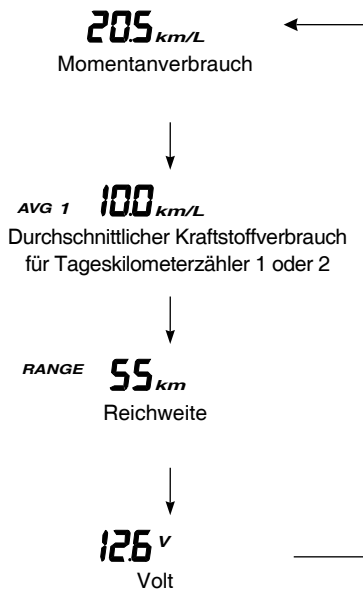 20.5 km/L
Momentanverbrauch
AVG 1 10.0 km/L
Durchschnittlicher Kraftstoffverbrauch
für Tageskilometerzähler 1 oder 2
RANGE 55 km
Reichweite
12.6 V
Volt